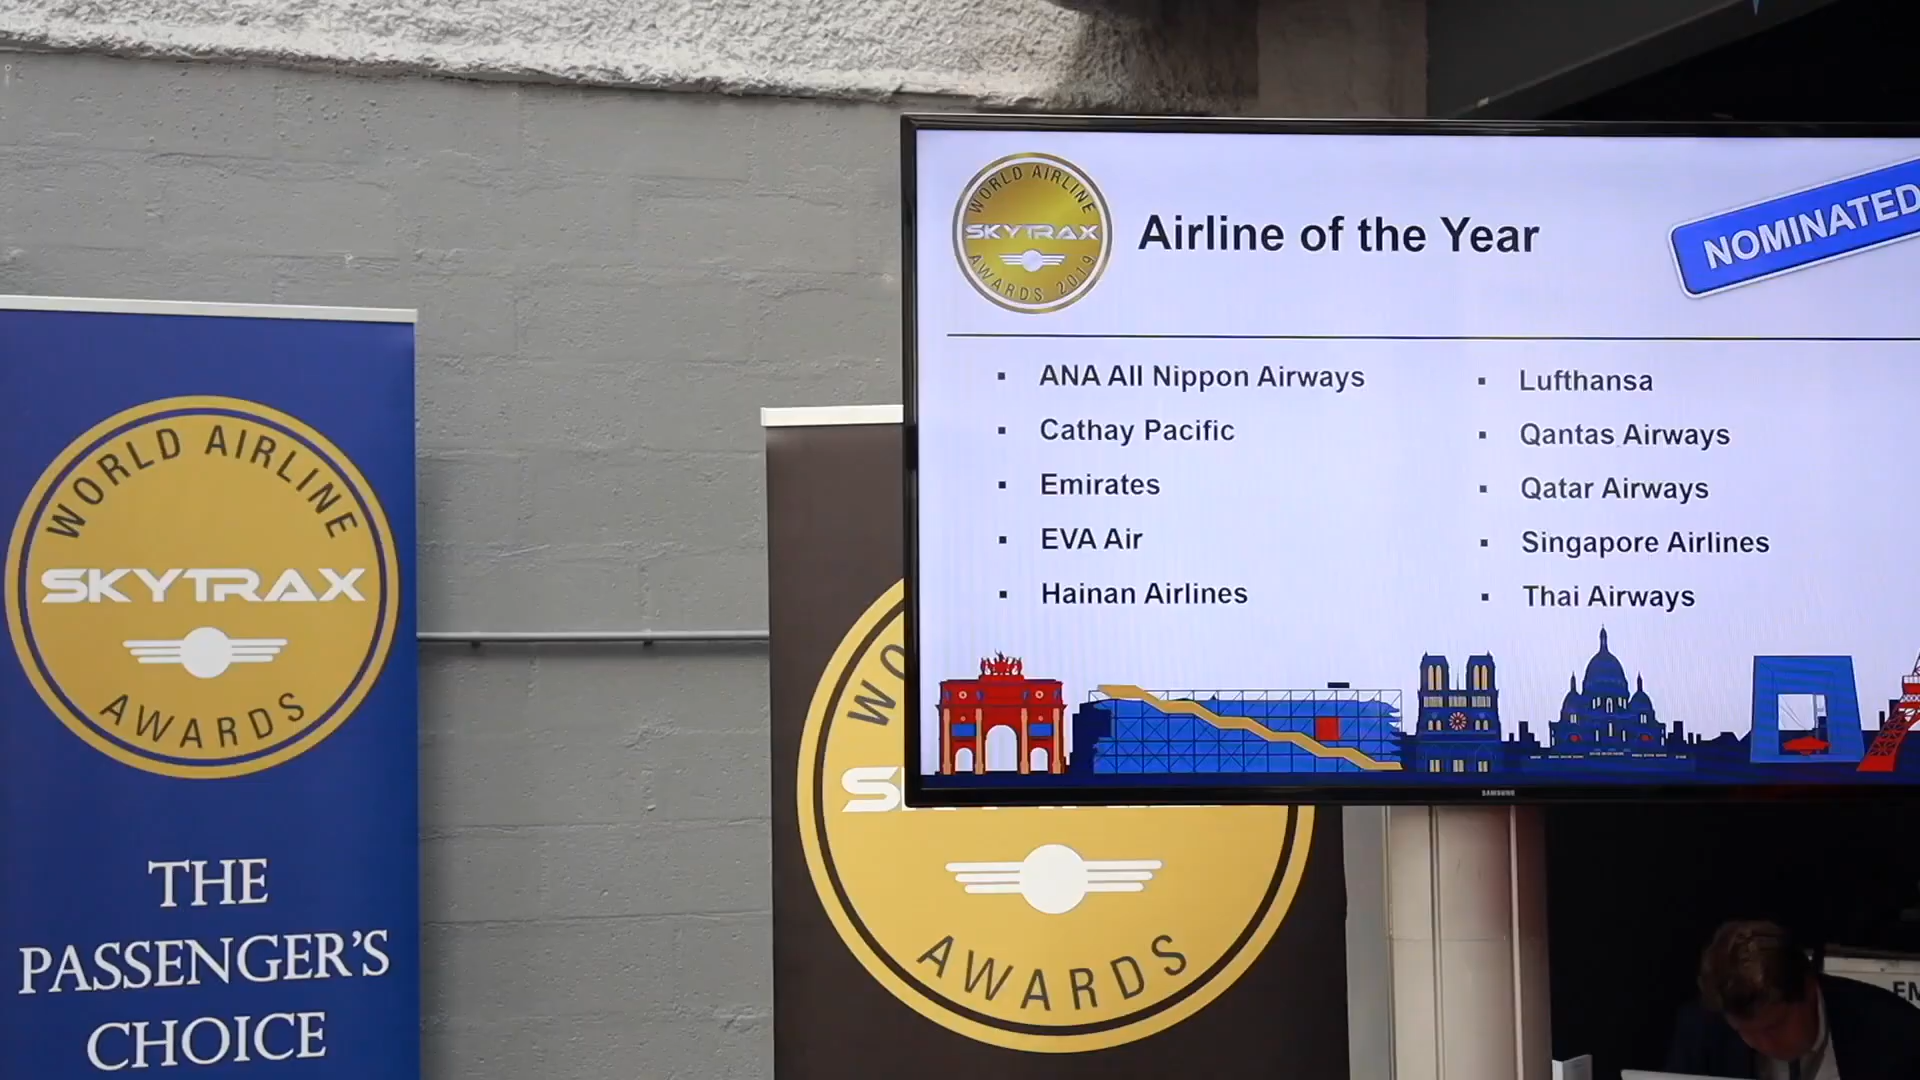 WORLD AIRLINE
SKYTRAX
AWARDS
THE
PASSENGER'S
CHOICE
AWARDS
WORLD AIRLINE
SKYTRAX
AWARDS 2019
Airline of the Year
NOMINATED
ANA All Nippon Airways
Cathay Pacific
Emirates
EVA Air
Hainan Airlines
Lufthansa
Qantas Airways
Qatar Airways
Singapore Airlines
Thai Airways
SAMSUNG